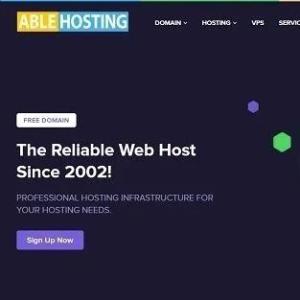 ABLEHOSTING
DOMAIN HOSTING VPS
FREE DOMAIN
The Reliable Web Host
Since 2002!
PROFESSIONAL HOSTING INFRASTRUCTURE FOR
YOUR HOSTING NEEDS.
Sign Up Now